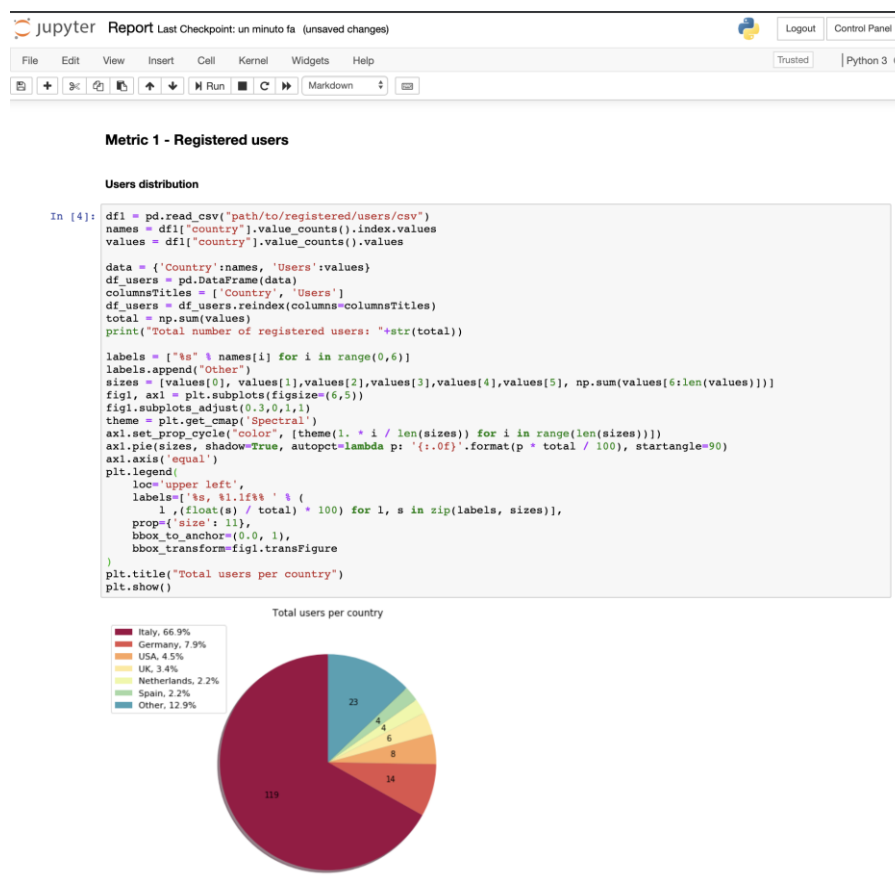 jupyter Report Last Checkpoint: un minuto fa (unsaved changes)
Logout Control Panel
File Edit View Insert Cell Kernel Widgets Help
Trusted Python 3
Run Markdown
Metric 1 - Registered users
Users distribution
In [4]: df1 = pd.read_csv("path/to/registered/users/csv")
names = df1["country"].value_counts().index.values
values = df1["country"].value_counts().values
data = {'Country':names, 'Users':values}
df_users = pd.DataFrame(data)
columnsTitles = ['Country', 'Users']
df_users = df_users.reindex(columns=columnsTitles)
total = np.sum(values)
print("Total number of registered users: "+str(total))
labels = ["%s" % names[i] for i in range(0,6)]
labels.append("Other")
sizes = [values[0], values[1],values[2],values[3],values[4],values[5], np.sum(values[6:len(values)])]
fig1, ax1 = plt.subplots(figsize=(6,5))
fig1.subplots_adjust(0.3,0,1,1)
theme = plt.get_cmap('Spectral')
ax1.set_prop_cycle("color", [theme(1. * i / len(sizes)) for i in range(len(sizes))])
ax1.pie(sizes, shadow=True, autopct=lambda p: '{:.0f}'.format(p * total / 100), startangle=90)
ax1.axis('equal')
plt.legend(
loc='upper left',
labels=['%s, %1.1f%% ' % (
l ,(float(s) / total) * 100) for l, s in zip(labels, sizes)],
prop={'size': 11},
bbox_to_anchor=(0.0, 1),
bbox_transform=fig1.transFigure
)
plt.title("Total users per country")
plt.show()
Total users per country
Italy, 66.9%
Germany, 7.9%
USA, 4.5%
UK, 3.4%
Netherlands, 2.2%
Spain, 2.2%
Other, 12.9%
23
4
4
6
8
14
119